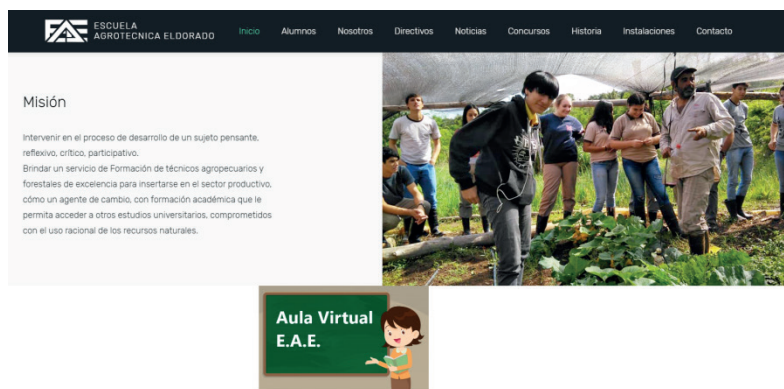 ESCUELA
AGROTECNICA ELDORADO
Inicio Alumnos Nosotros Directivos Noticias Concursos Historia Instalaciones Contacto
Misión
Intervenir en el proceso de desarrollo de un sujeto pensante,
reflexivo, crítico, participativo.
Brindar un servicio de Formación de técnicos agropecuarios y
forestales de excelencia para insertarse en el sector productivo,
cómo un agente de cambio, con formación académica que le
permita acceder a otros estudios universitarios, comprometidos
con el uso racional de los recursos naturales.
Aula Virtual
E.A.E.